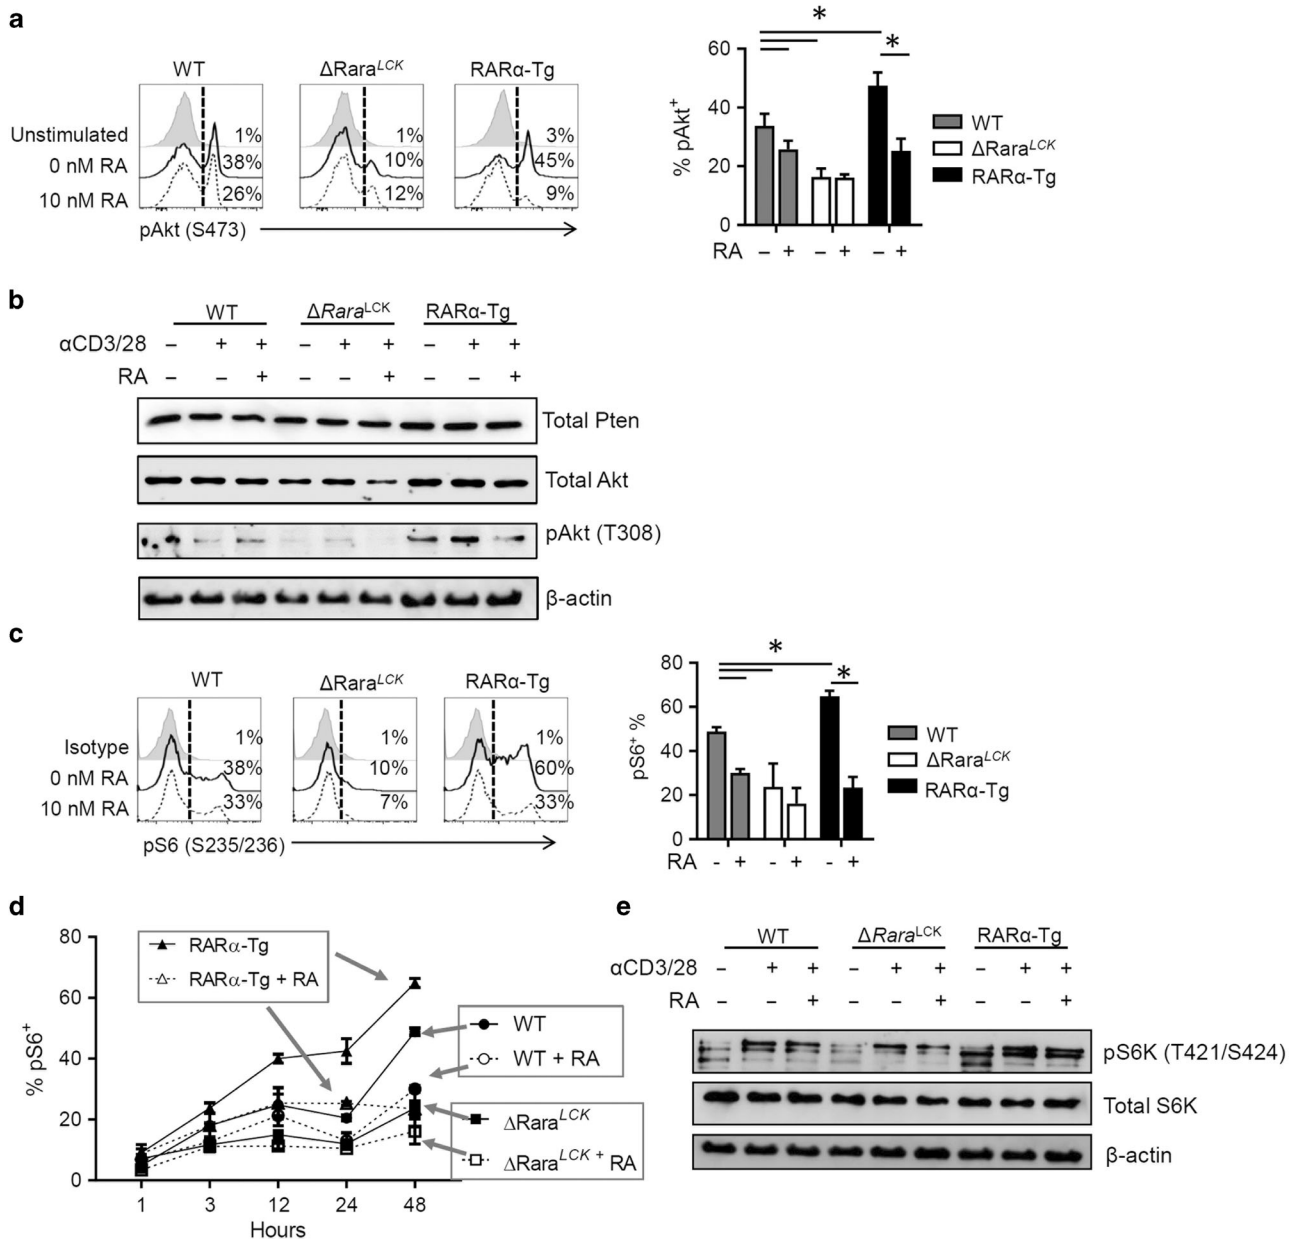 a
WT ΔRara^LCK RARα-Tg
Unstimulated 1% 1% 3%
0 nM RA 38% 10% 45%
10 nM RA 26% 12% 9%
pAkt (S473)
* *
% pAkt+
60
40
20
0
RA – + – + – +
WT
ΔRara^LCK
RARα-Tg
b
WT ΔRara^LCK RARα-Tg
αCD3/28 – + + – + + – + +
RA – – + – – + – – +
Total Pten
Total Akt
pAkt (T308)
β-actin
c
WT ΔRara^LCK RARα-Tg
Isotype 1% 1% 1%
0 nM RA 38% 10% 60%
10 nM RA 33% 7% 33%
pS6 (S235/236)
* *
pS6+ %
80
60
40
20
0
RA - + - + - +
WT
ΔRara^LCK
RARα-Tg
d
% pS6+
80
60
40
20
0
1 3 12 24 48
Hours
RARα-Tg
RARα-Tg + RA
WT
WT + RA
ΔRara^LCK
ΔRara^LCK + RA
e
WT ΔRara^LCK RARα-Tg
αCD3/28 – + + – + + – + +
RA – – + – – + – – +
pS6K (T421/S424)
Total S6K
β-actin